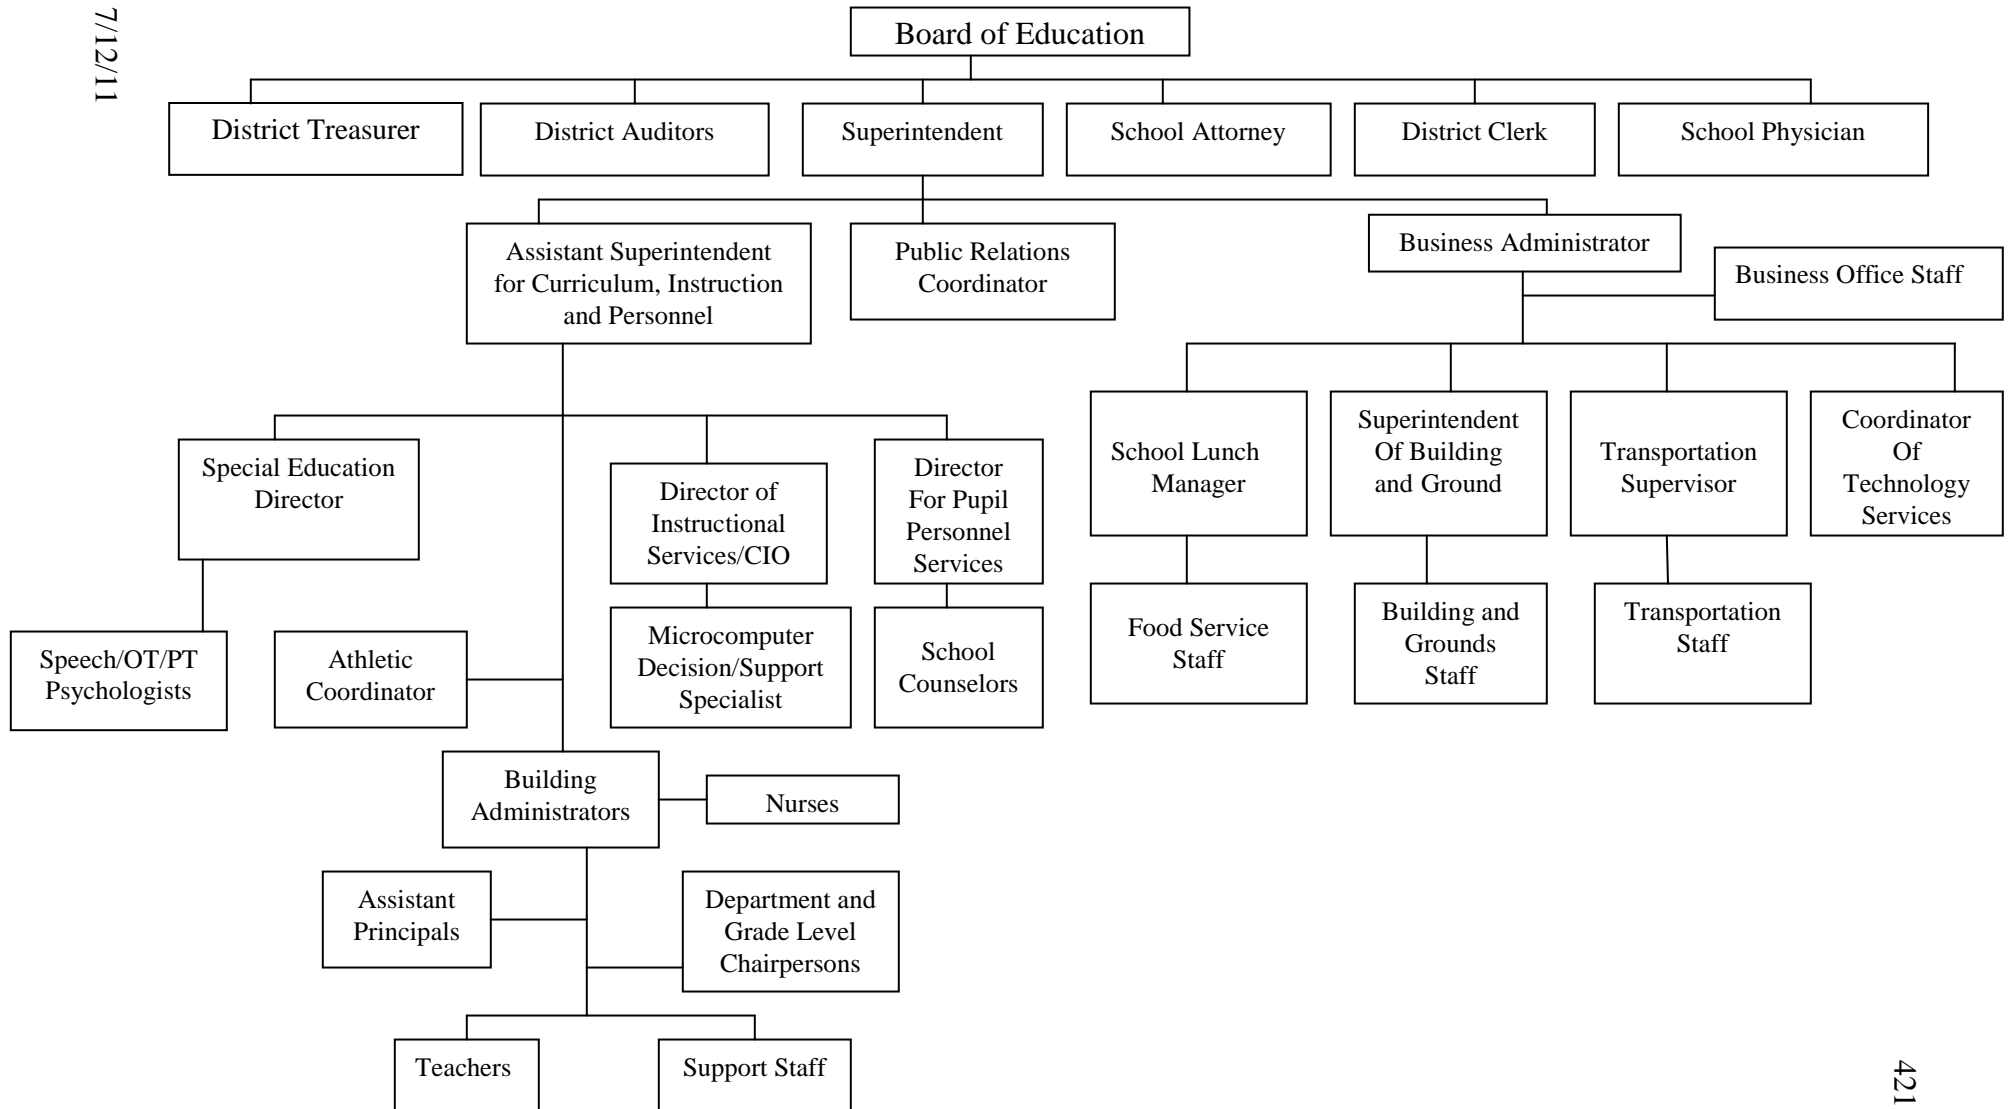 7/12/11
Board of Education
District Treasurer
District Auditors
Superintendent
School Attorney
District Clerk
School Physician
Assistant Superintendent
for Curriculum, Instruction
and Personnel
Public Relations
Coordinator
Business Administrator
Business Office Staff
Special Education
Director
Director of
Instructional
Services/CIO
Director
For Pupil
Personnel
Services
School Lunch
Manager
Superintendent
Of Building
and Ground
Transportation
Supervisor
Coordinator
Of
Technology
Services
Speech/OT/PT
Psychologists
Athletic
Coordinator
Microcomputer
Decision/Support
Specialist
School
Counselors
Food Service
Staff
Building and
Grounds
Staff
Transportation
Staff
Building
Administrators
Nurses
Assistant
Principals
Department and
Grade Level
Chairpersons
Teachers
Support Staff
421